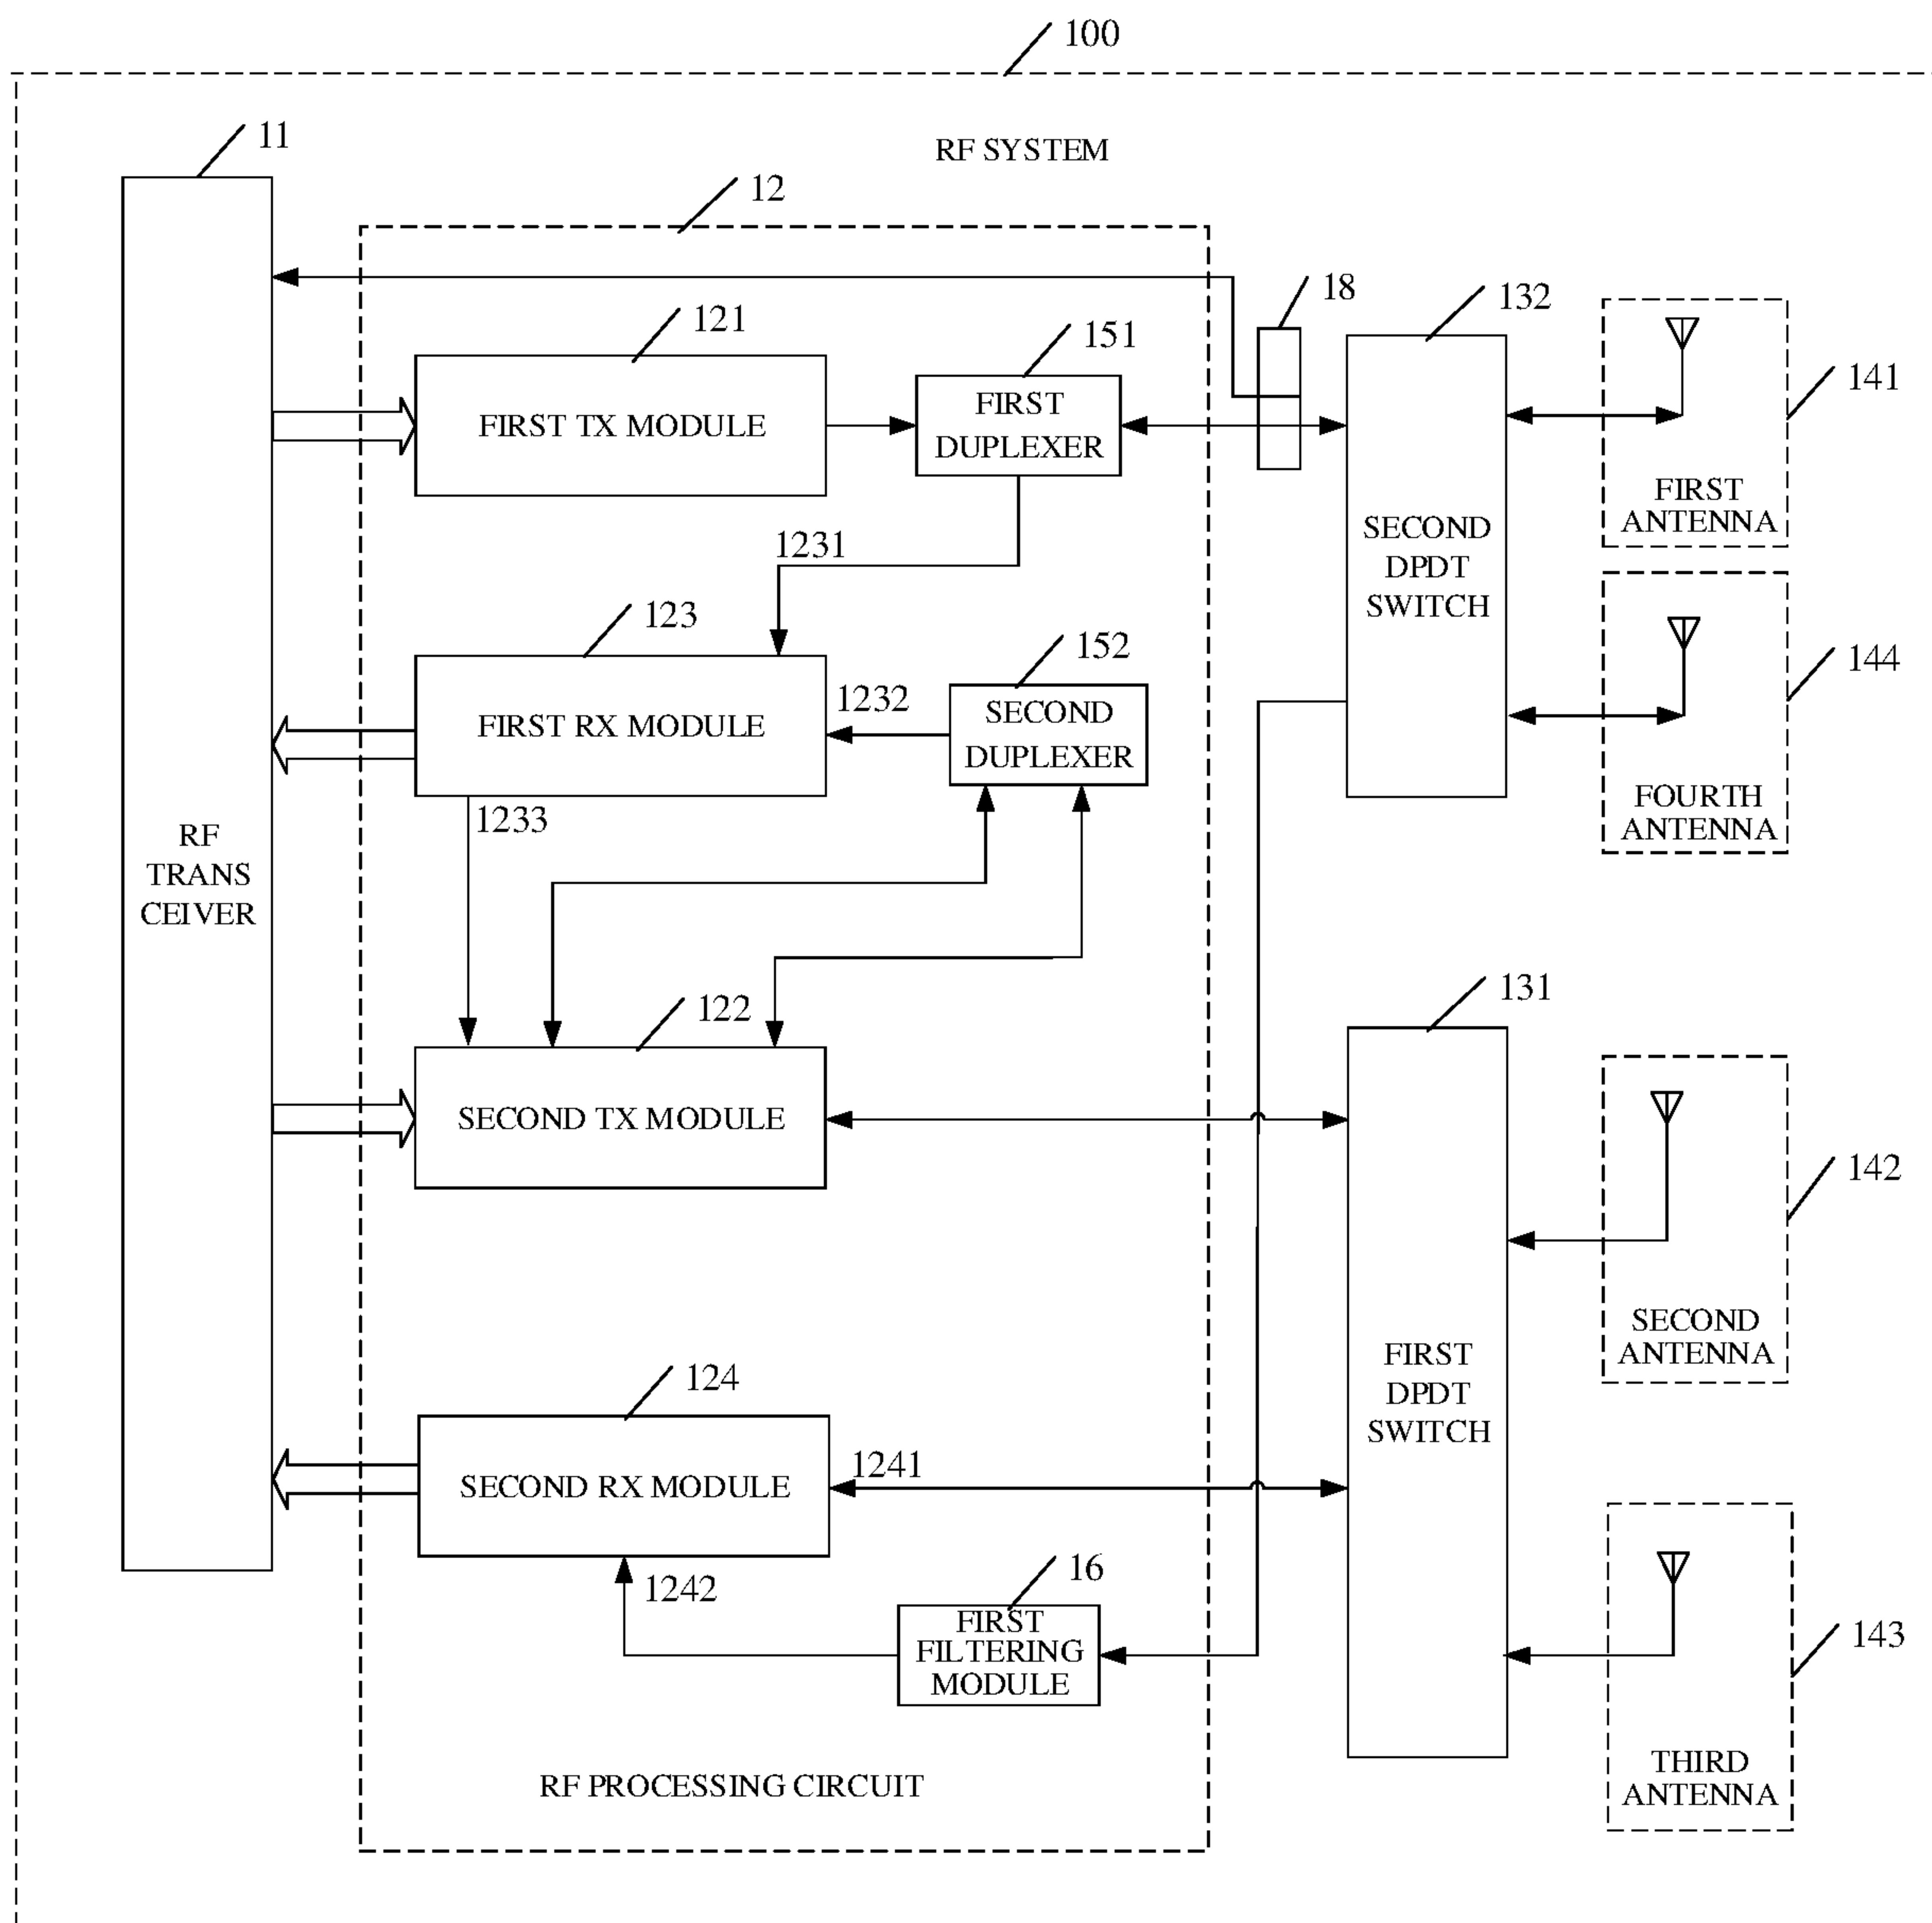 100
11
RF SYSTEM
12
18
132
121
151
141
FIRST TX MODULE
FIRST
DUPLEXER
FIRST
ANTENNA
SECOND
DPDT
SWITCH
1231
123
152
144
1232
FIRST RX MODULE
SECOND
DUPLEXER
FOURTH
ANTENNA
1233
RF
TRANS
CEIVER
122
131
SECOND TX MODULE
142
SECOND
ANTENNA
FIRST
DPDT
SWITCH
124
1241
SECOND RX MODULE
16
1242
FIRST
FILTERING
MODULE
143
THIRD
ANTENNA
RF PROCESSING CIRCUIT